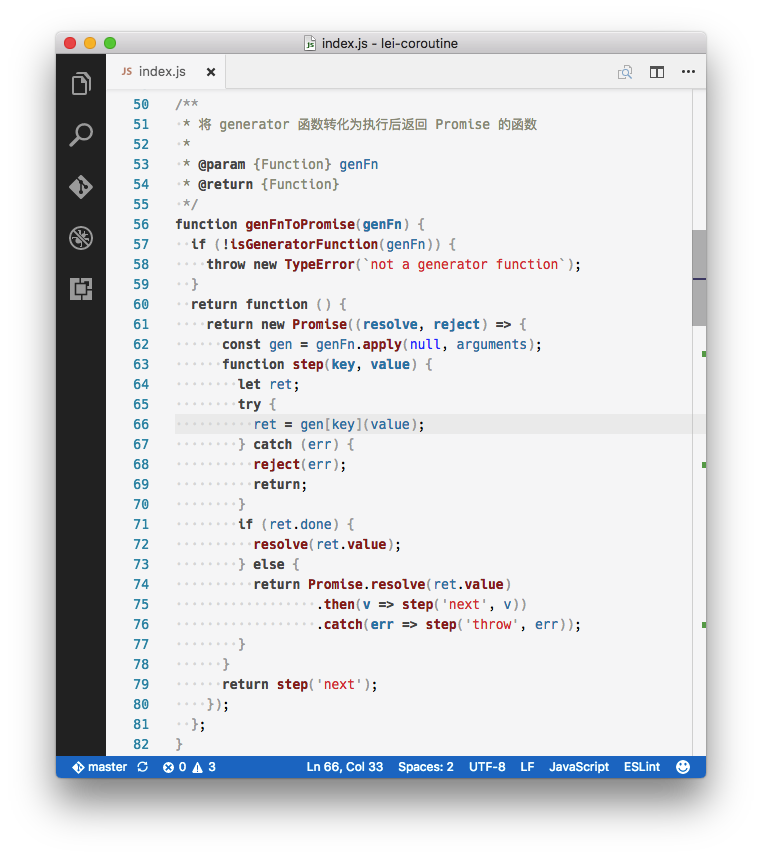 index.js - lei-coroutine
JS index.js ×
50 /**
51 * 将 generator 函数转化为执行后返回 Promise 的函数
52 *
53 * @param {Function} genFn
54 * @return {Function}
55 */
56 function genFnToPromise(genFn) {
57 if (!isGeneratorFunction(genFn)) {
58 throw new TypeError(`not a generator function`);
59 }
60 return function () {
61 return new Promise((resolve, reject) => {
62 const gen = genFn.apply(null, arguments);
63 function step(key, value) {
64 let ret;
65 try {
66 ret = gen[key](value);
67 } catch (err) {
68 reject(err);
69 return;
70 }
71 if (ret.done) {
72 resolve(ret.value);
73 } else {
74 return Promise.resolve(ret.value)
75 .then(v => step('next', v))
76 .catch(err => step('throw', err));
77 }
78 }
79 return step('next');
80 });
81 };
82 }
master 0 3 Ln 66, Col 33 Spaces: 2 UTF-8 LF JavaScript ESLint